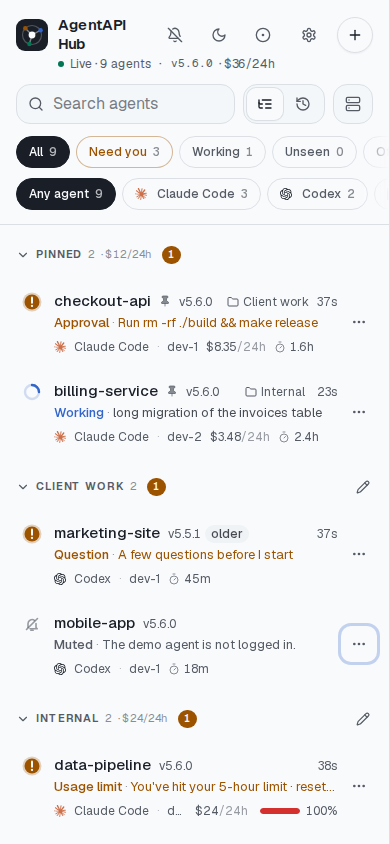 AgentAPI
Hub
Live · 9 agents · v5.6.0 · $36/24h
Search agents
All 9 Need you 3 Working 1 Unseen 0
Any agent 9 Claude Code 3 Codex 2
PINNED 2 · $12/24h 1
checkout-api v5.6.0 Client work 37s
Approval · Run rm -rf ./build && make release
Claude Code · dev-1 $8.35/24h 1.6h
billing-service v5.6.0 Internal 23s
Working · long migration of the invoices table
Claude Code · dev-2 $3.48/24h 2.4h
CLIENT WORK 2 1
marketing-site v5.5.1 older 37s
Question · A few questions before I start
Codex · dev-1 45m
mobile-app v5.6.0
Muted · The demo agent is not logged in.
Codex · dev-1 18m
INTERNAL 2 · $24/24h 1
data-pipeline v5.6.0 38s
Usage limit · You've hit your 5-hour limit · reset…
Claude Code · d… $24/24h 100%